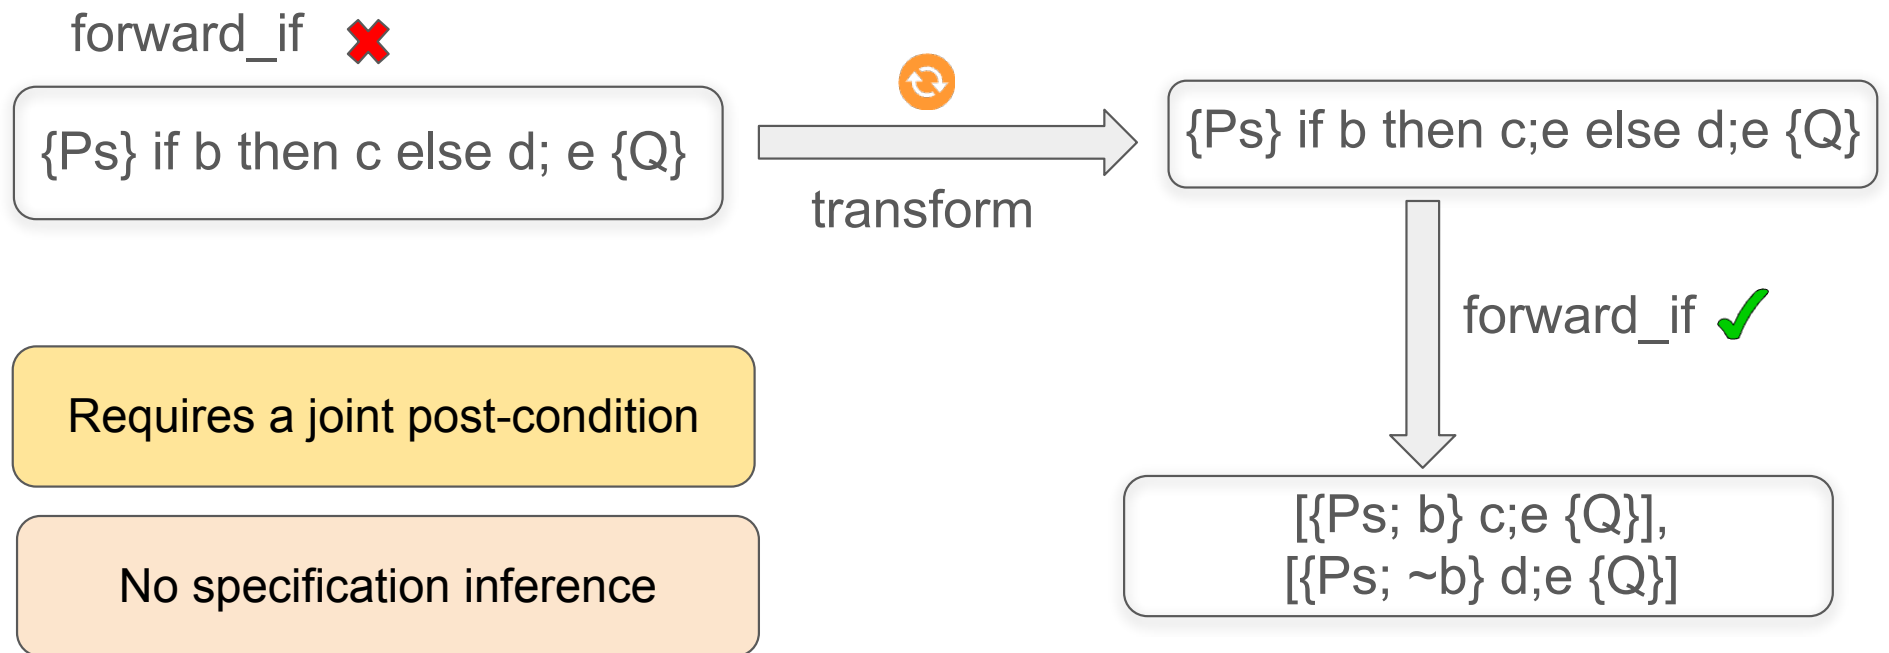 forward_if
{Ps} if b then c else d; e {Q}
transform
{Ps} if b then c;e else d;e {Q}
forward_if
Requires a joint post-condition
No specification inference
[{Ps; b} c;e {Q}],
[{Ps; ~b} d;e {Q}]